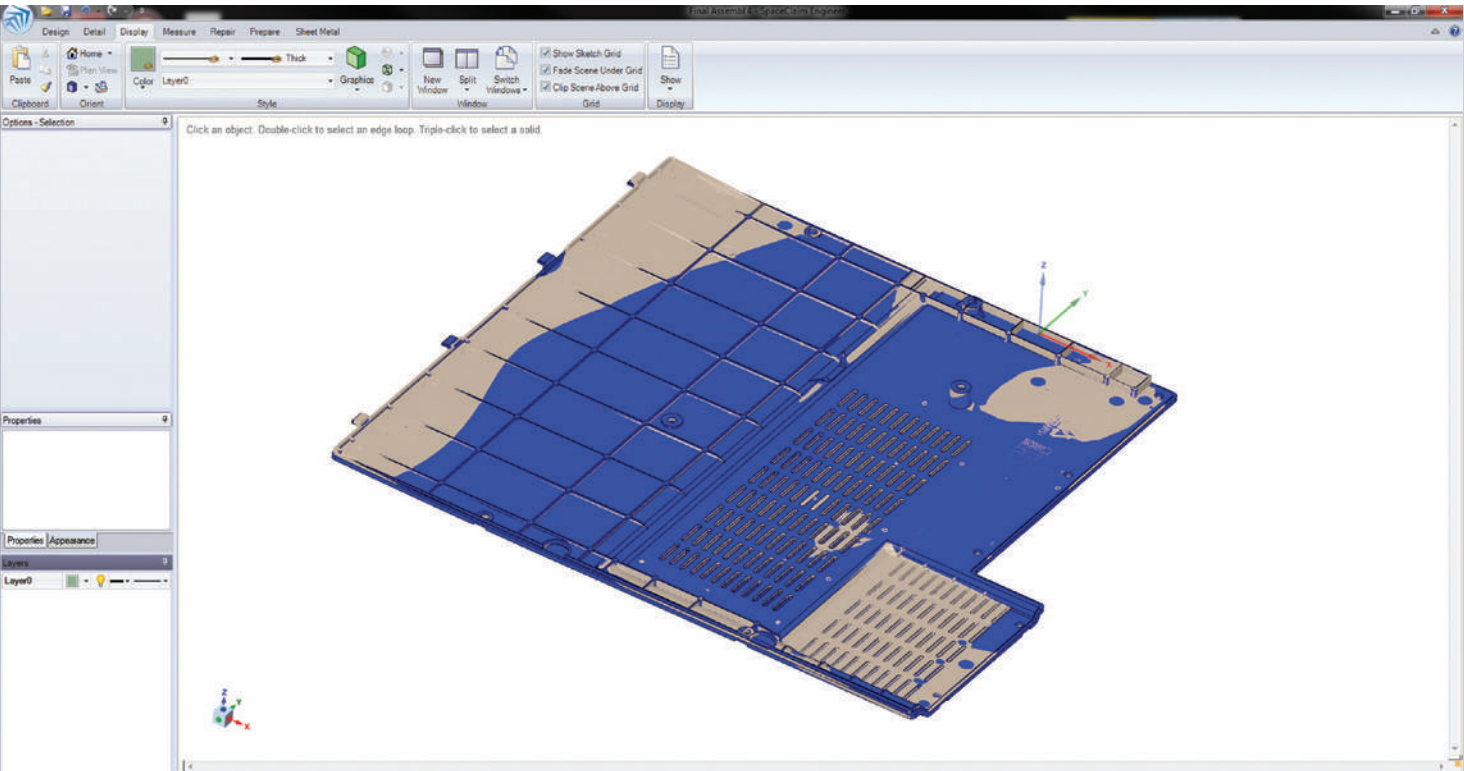 Final Assembl 4 - SpaceClaim Engineer
Design Detail Display Measure Repair Prepare Sheet Metal
Paste
Clipboard
Home
Plan View
Orient
Color
Thick
Layer0
Graphics
Style
New Window
Split
Switch Windows
Window
Show Sketch Grid
Fade Scene Under Grid
Clip Scene Above Grid
Grid
Show
Display
Options - Selection
Click an object. Double-click to select an edge loop. Triple-click to select a solid.
Z
Y
X
Properties
Properties Appearance
Layers
Layer0
Z
Y
X